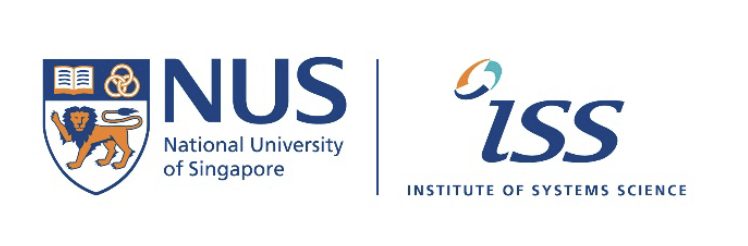 NUS
National University
of Singapore
iss
INSTITUTE OF SYSTEMS SCIENCE